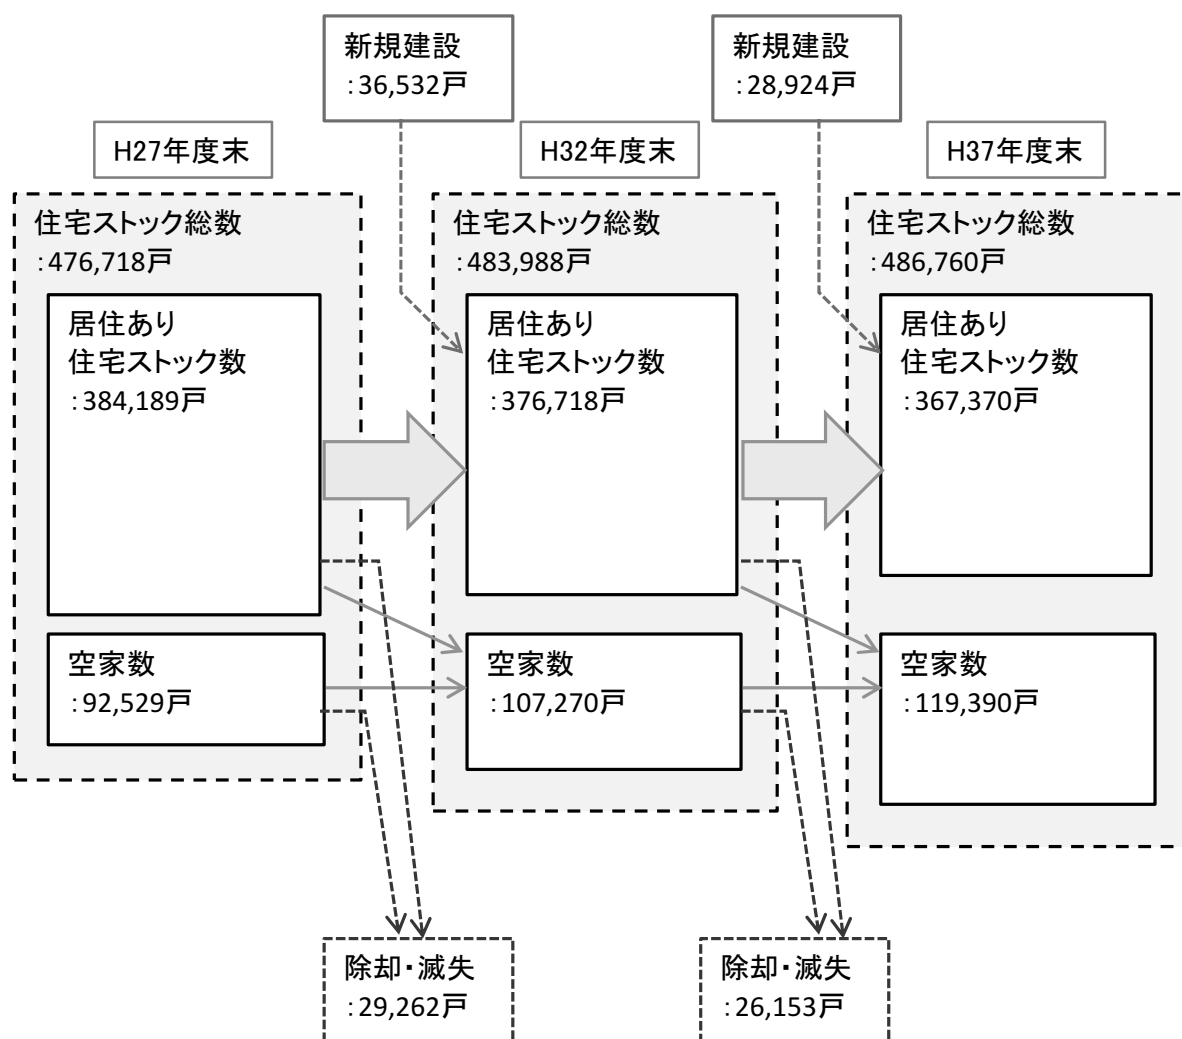 新規建設
:36,532戸
新規建設
:28,924戸
H27年度末
H32年度末
H37年度末
住宅ストック総数
:476,718戸
居住あり
住宅ストック数
:384,189戸
空家数
:92,529戸
住宅ストック総数
:483,988戸
居住あり
住宅ストック数
:376,718戸
空家数
:107,270戸
住宅ストック総数
:486,760戸
居住あり
住宅ストック数
:367,370戸
空家数
:119,390戸
除却・滅失
:29,262戸
除却・滅失
:26,153戸